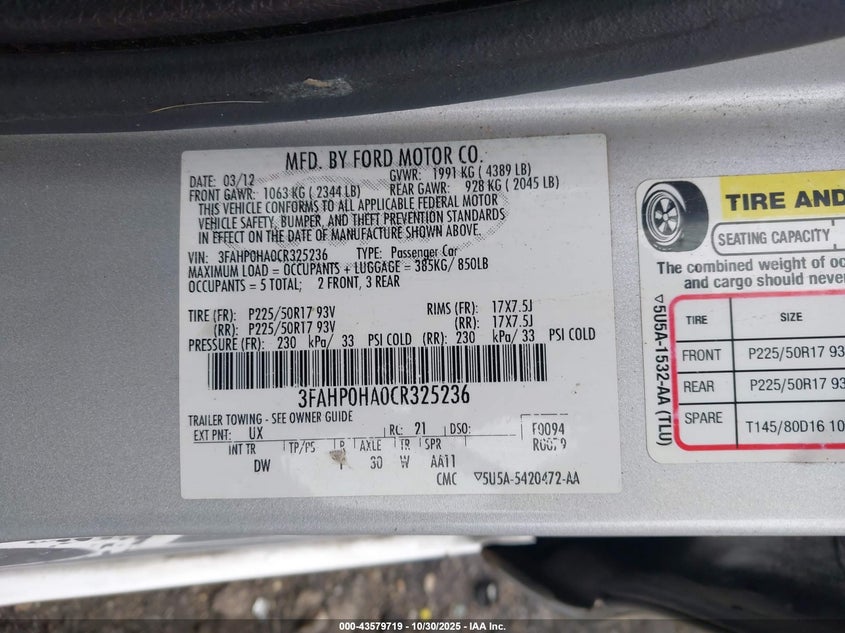 MFD. BY FORD MOTOR CO.
DATE: 03/12 GVWR: 1991 KG ( 4389 LB)
FRONT GAWR: 1063 KG ( 2344 LB) REAR GAWR: 928 KG ( 2045 LB)
THIS VEHICLE CONFORMS TO ALL APPLICABLE FEDERAL MOTOR
VEHICLE SAFETY, BUMPER, AND THEFT PREVENTION STANDARDS
IN EFFECT ON THE DATE OF MANUFACTURE SHOWN ABOVE.
VIN: 3FAHP0HA0CR325236 TYPE: Passenger Car
MAXIMUM LOAD = OCCUPANTS + LUGGAGE = 385KG/ 850LB
OCCUPANTS = 5 TOTAL; 2 FRONT, 3 REAR
TIRE (FR): P225/50R17 93V RIMS (FR): 17X7.5J
(RR): P225/50R17 93V (RR): 17X7.5J
PRESSURE (FR): 230 kPa/ 33 PSI COLD (RR): 230 kPa/ 33 PSI COLD
3FAHP0HA0CR325236
TRAILER TOWING - SEE OWNER GUIDE
EXT PNT: UX RC: 21 DSO: F0094
INT TR TP/PS R AXLE TR SPR R0079
DW 30 W AA11
CMC ▽5U5A-5420472-AA
TIRE AND
SEATING CAPACITY
The combined weight of oc
and cargo should never
▽5U5A-1532-AA (TLU)
TIRE SIZE
FRONT P225/50R17 93
REAR P225/50R17 93
SPARE T145/80D16 10
000-43579719 - 10/30/2025 - IAA Inc.